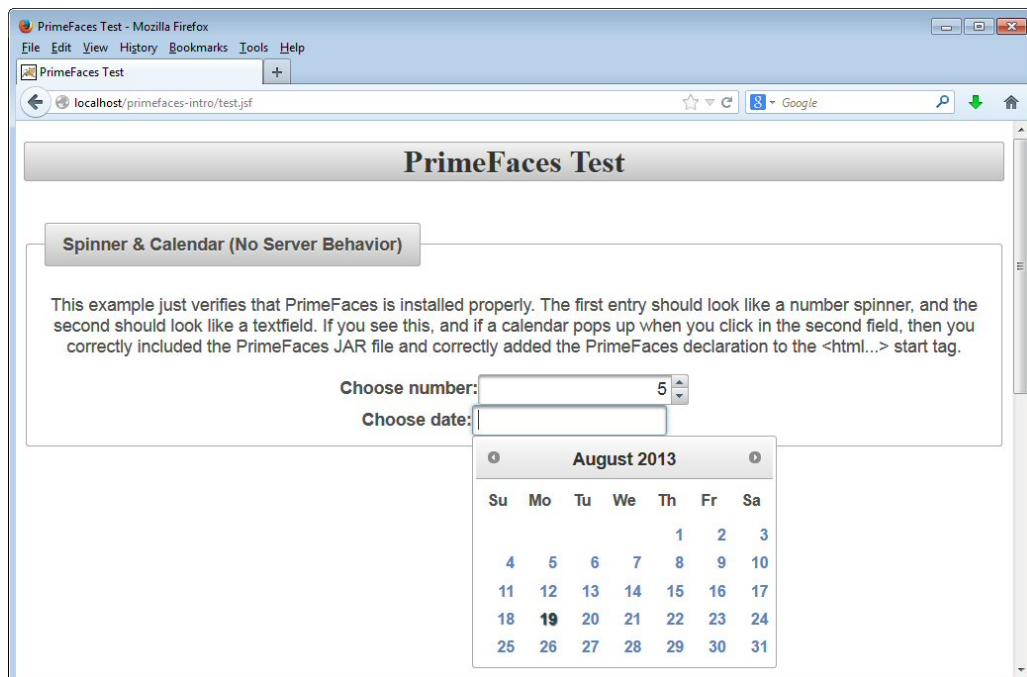 PrimeFaces Test - Mozilla Firefox
File Edit View History Bookmarks Tools Help
PrimeFaces Test
localhost/primefaces-intro/test.jsf
8 Google
PrimeFaces Test
Spinner & Calendar (No Server Behavior)
This example just verifies that PrimeFaces is installed properly. The first entry should look like a number spinner, and the
second should look like a textfield. If you see this, and if a calendar pops up when you click in the second field, then you
correctly included the PrimeFaces JAR file and correctly added the PrimeFaces declaration to the <html...> start tag.
Choose number: 5
Choose date:
August 2013
Su Mo Tu We Th Fr Sa
1 2 3
4 5 6 7 8 9 10
11 12 13 14 15 16 17
18 19 20 21 22 23 24
25 26 27 28 29 30 31